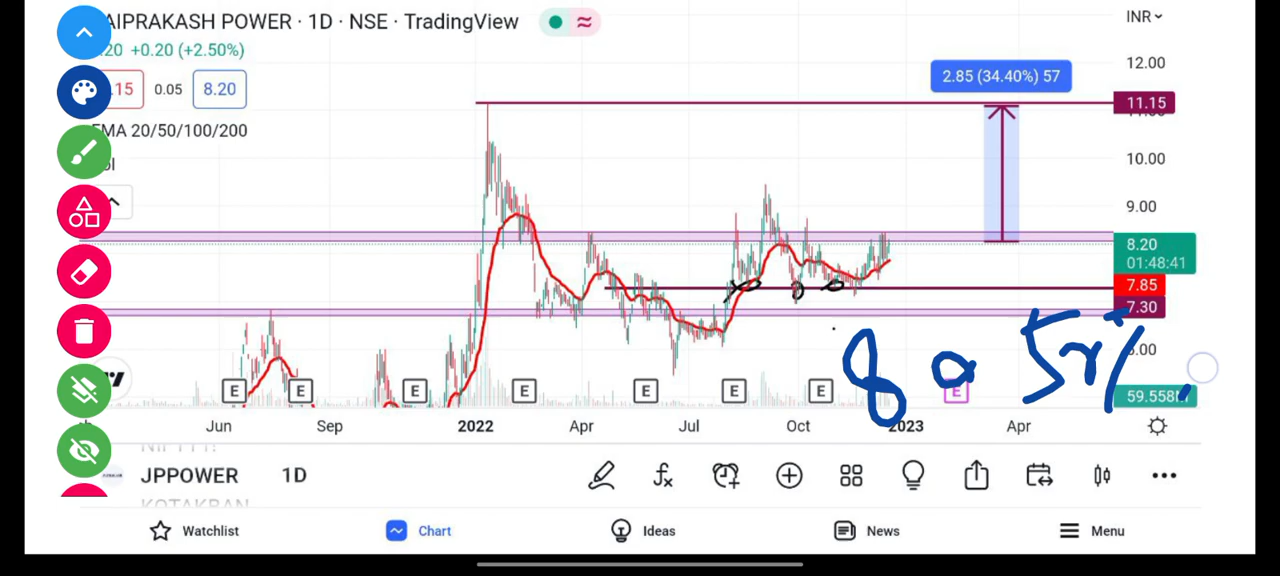 AIPRAKASH POWER · 1D · NSE · TradingView
INR
.20 +0.20 (+2.50%)
.15 0.05 8.20
EMA 20/50/100/200
2.85 (34.40%) 57
12.00
11.15
10.00
9.00
8.20
01:48:41
7.85
7.30
6.00
59.558
E E E E E E E E
Jun Sep 2022 Apr Jul Oct 2023 Apr
JPPOWER 1D
KOTAKBAN
Watchlist Chart Ideas News Menu